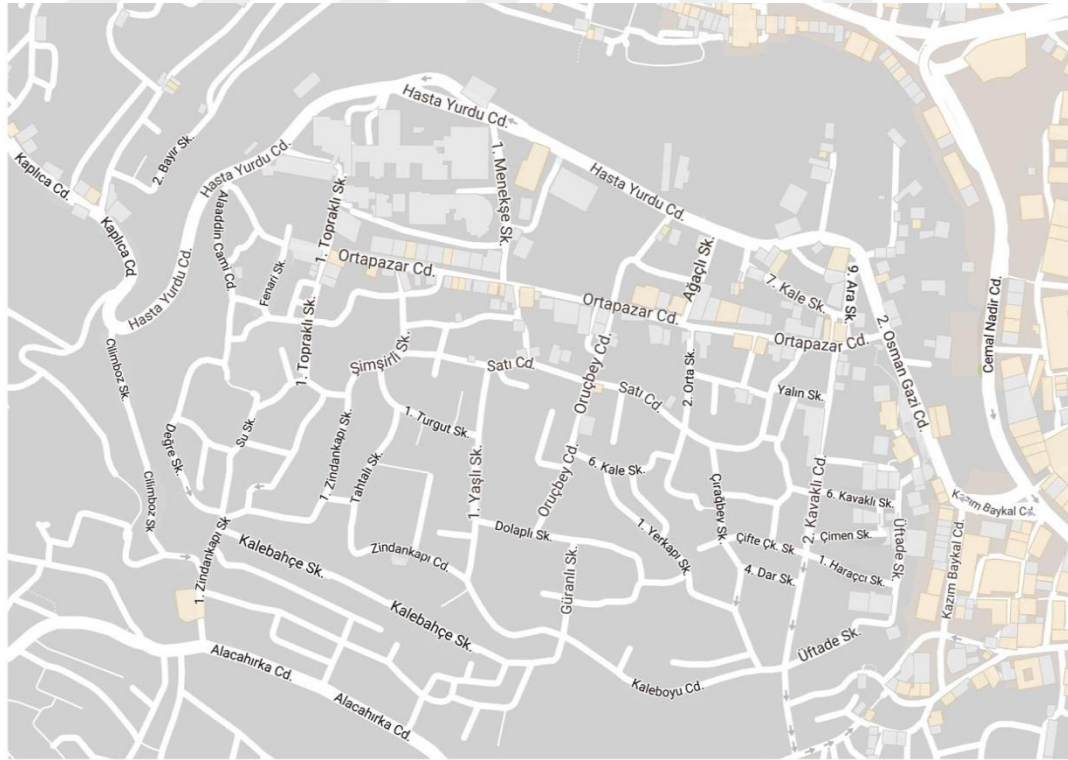 Hasta Yurdu Cd.
1. Menekşe Sk.
2. Bayır Sk.
Kaplıca Cd.
Hasta Yurdu Cd.
Hasta Yurdu Cd.
Alaaddin Cami Cd.
1. Topraklı Sk.
Kaplıca Cd.
Ortapazar Cd.
Ağaçlı Sk.
Fenari Sk.
7. Kale Sk.
9. Ara Sk.
Hasta Yurdu Cd.
Ortapazar Cd.
Cemal Nadir Cd.
2. Osman Gazi Cd.
Ortapazar Cd.
1. Topraklı Sk.
Cilimboz Sk.
Şimşirli Sk.
Satı Cd.
Oruçbey Cd.
2. Orta Sk.
Satı Cd.
Yalın Sk.
Su Sk.
1. Turgut Sk.
Değre Sk.
1. Zindankapı Sk.
Tahtalı Sk.
1. Yaşlı Sk.
6. Kale Sk.
Oruçbey Cd.
Çırağbey Sk.
2. Kavaklı Cd.
6. Kavaklı Sk.
Kazım Baykal Cd.
Cilimboz Sk.
Dolaplı Sk.
1. Yerkapı Sk.
Çifte Çk. Sk.
Çimen Sk.
Üftade Sk.
Kalebahçe Sk.
Zindankapı Cd.
1. Haraççı Sk.
4. Dar Sk.
Kazım Baykal Cd.
1. Zindankapı Sk.
Güranlı Sk.
Kalebahçe Sk.
Üftade Sk.
Alacahırka Cd.
Kaleboyu Cd.
Alacahırka Cd.